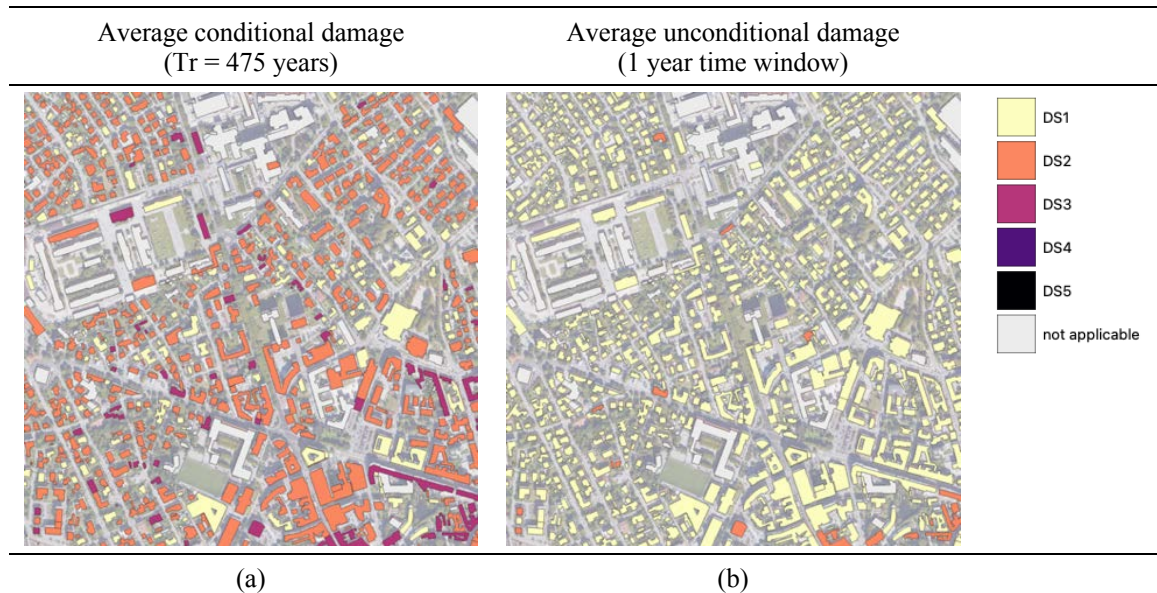 Average conditional damage
(Tr = 475 years)
Average unconditional damage
(1 year time window)
DS1
DS2
DS3
DS4
DS5
not applicable
(a)
(b)